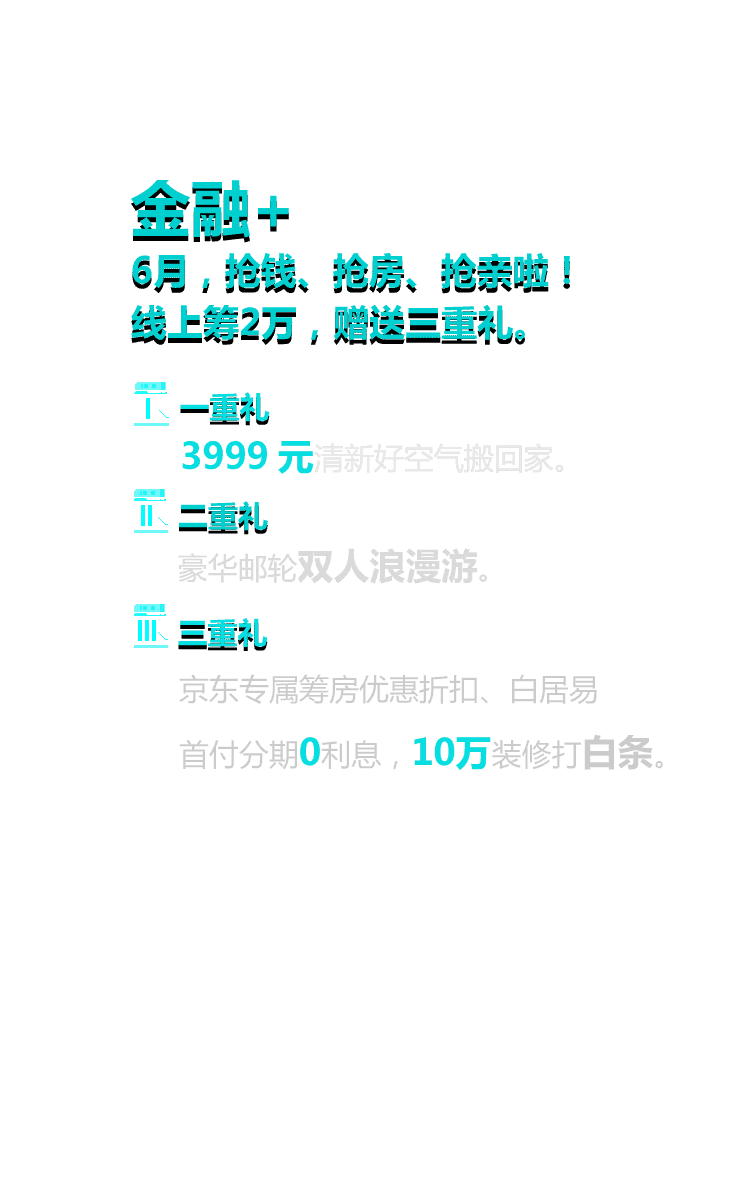 金融+
6月，抢钱、抢房、抢亲啦！
线上筹2万，赠送三重礼。
I 一重礼
3999 元清新好空气搬回家。
II 二重礼
豪华邮轮双人浪漫游。
III 三重礼
京东专属筹房优惠折扣、白居易
首付分期0利息，10万装修打白条。